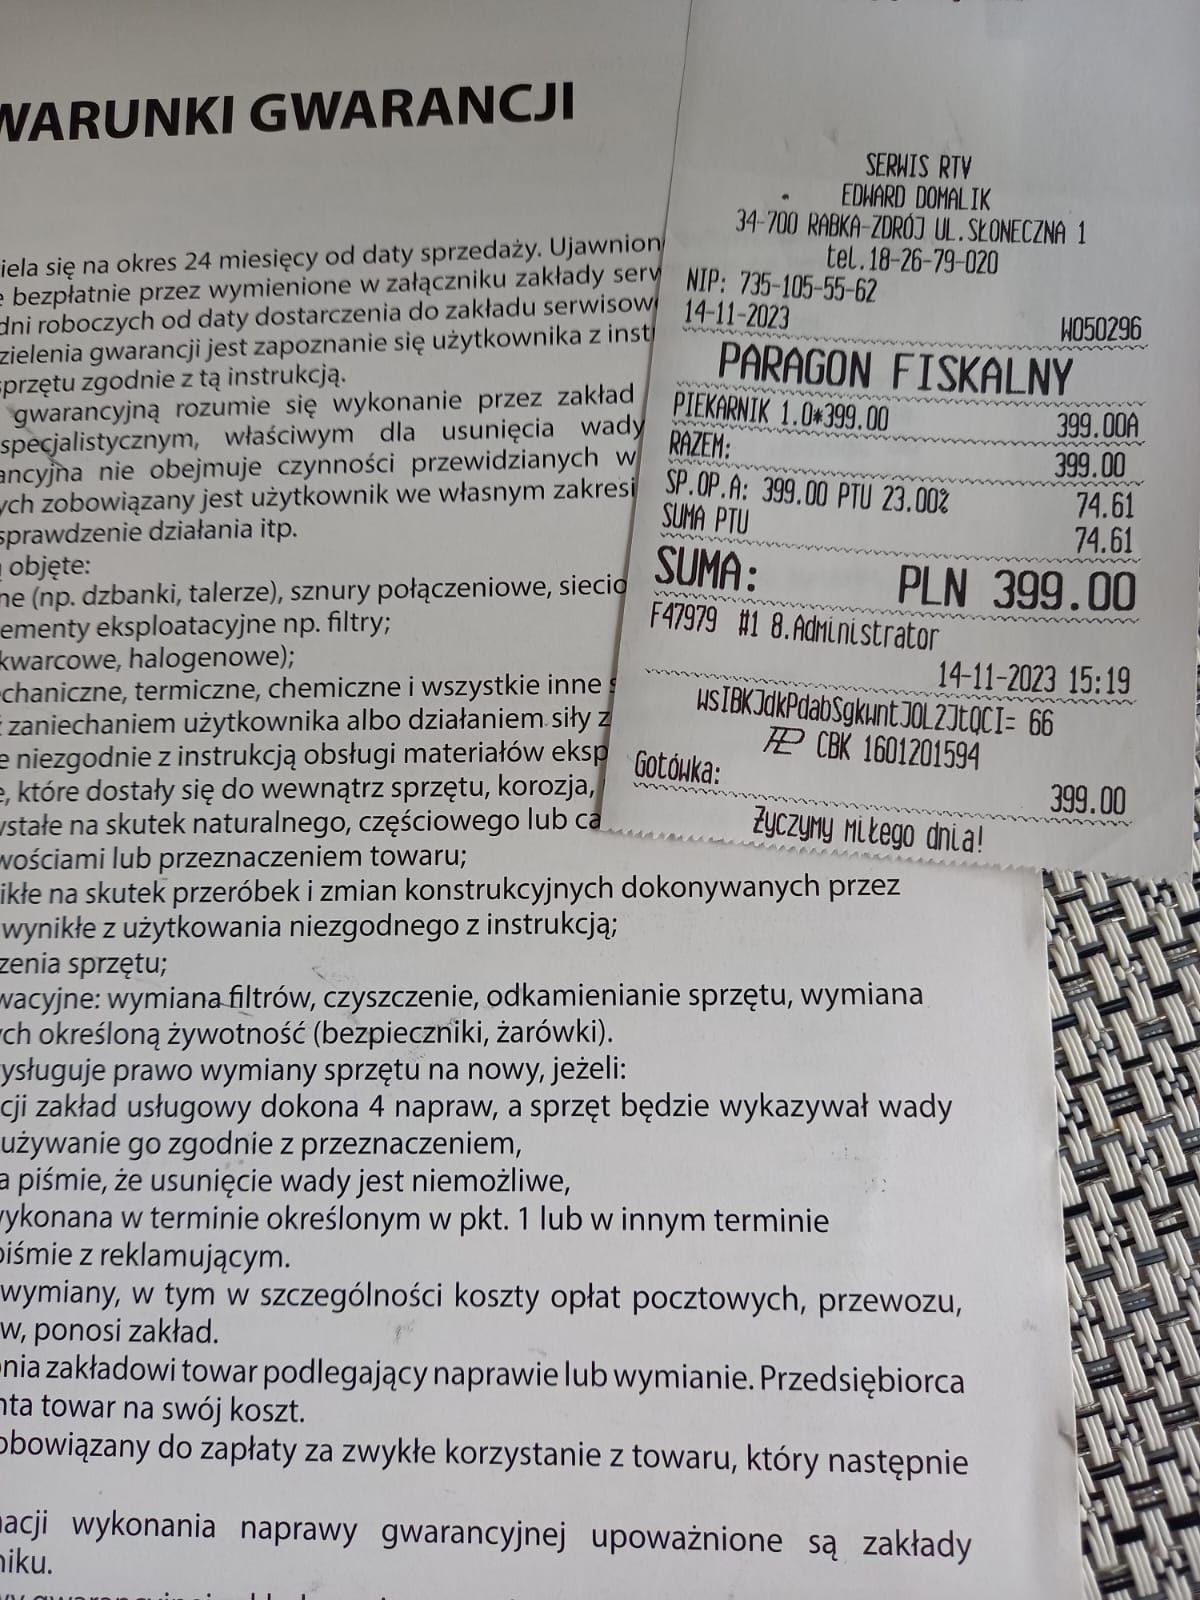 WARUNKI GWARANCJI
iela się na okres 24 miesięcy od daty sprzedaży. Ujawnion
e bezpłatnie przez wymienione w załączniku zakłady serw
dni roboczych od daty dostarczenia do zakładu serwisow
zielenia gwarancji jest zapoznanie się użytkownika z inst
sprzętu zgodnie z tą instrukcją.
gwarancyjną rozumie się wykonanie przez zakład
specjalistycznym, właściwym dla usunięcia wady
ancyjna nie obejmuje czynności przewidzianych w
ych zobowiązany jest użytkownik we własnym zakresi
sprawdzenie działania itp.
objęte:
ne (np. dzbanki, talerze), sznury połączeniowe, siecio
ementy eksploatacyjne np. filtry;
kwarcowe, halogenowe);
chaniczne, termiczne, chemiczne i wszystkie inne s
zaniechaniem użytkownika albo działaniem siły z
e niezgodnie z instrukcją obsługi materiałów eksp
e, które dostały się do wewnątrz sprzętu, korozja,
stałe na skutek naturalnego, częściowego lub ca
wościami lub przeznaczeniem towaru;
ikłe na skutek przeróbek i zmian konstrukcyjnych dokonywanych przez
wynikłe z użytkowania niezgodnego z instrukcją;
zenia sprzętu;
wacyjne: wymiana filtrów, czyszczenie, odkamienianie sprzętu, wymiana
ych określoną żywotność (bezpieczniki, żarówki).
ysługuje prawo wymiany sprzętu na nowy, jeżeli:
cji zakład usługowy dokona 4 napraw, a sprzęt będzie wykazywał wady
używanie go zgodnie z przeznaczeniem,
a piśmie, że usunięcie wady jest niemożliwe,
wykonana w terminie określonym w pkt. 1 lub w innym terminie
piśmie z reklamującym.
wymiany, w tym w szczególności koszty opłat pocztowych, przewozu,
w, ponosi zakład.
nia zakładowi towar podlegający naprawie lub wymianie. Przedsiębiorca
nta towar na swój koszt.
obowiązany do zapłaty za zwykłe korzystanie z towaru, który następnie
acji wykonania naprawy gwarancyjnej upoważnione są zakłady
niku.
SERWIS RTV
EDWARD DOMALIK
34-700 RABKA-ZDRÓJ UL.SŁONECZNA 1
tel.18-26-79-020
NIP: 735-105-55-62
14-11-2023 W050296
PARAGON FISKALNY
PIEKARNIK 1.0*399.00 399.00A
RAZEM: 399.00
SP.OP.A: 399.00 PTU 23.00% 74.61
SUMA PTU 74.61
SUMA: PLN 399.00
F47979 #1 8.Administrator
14-11-2023 15:19
WsIBKJdkPdabSgkwntJOL2JtQCI= 66
CBK 1601201594
Gotówka: 399.00
Życzymy miłego dnia!